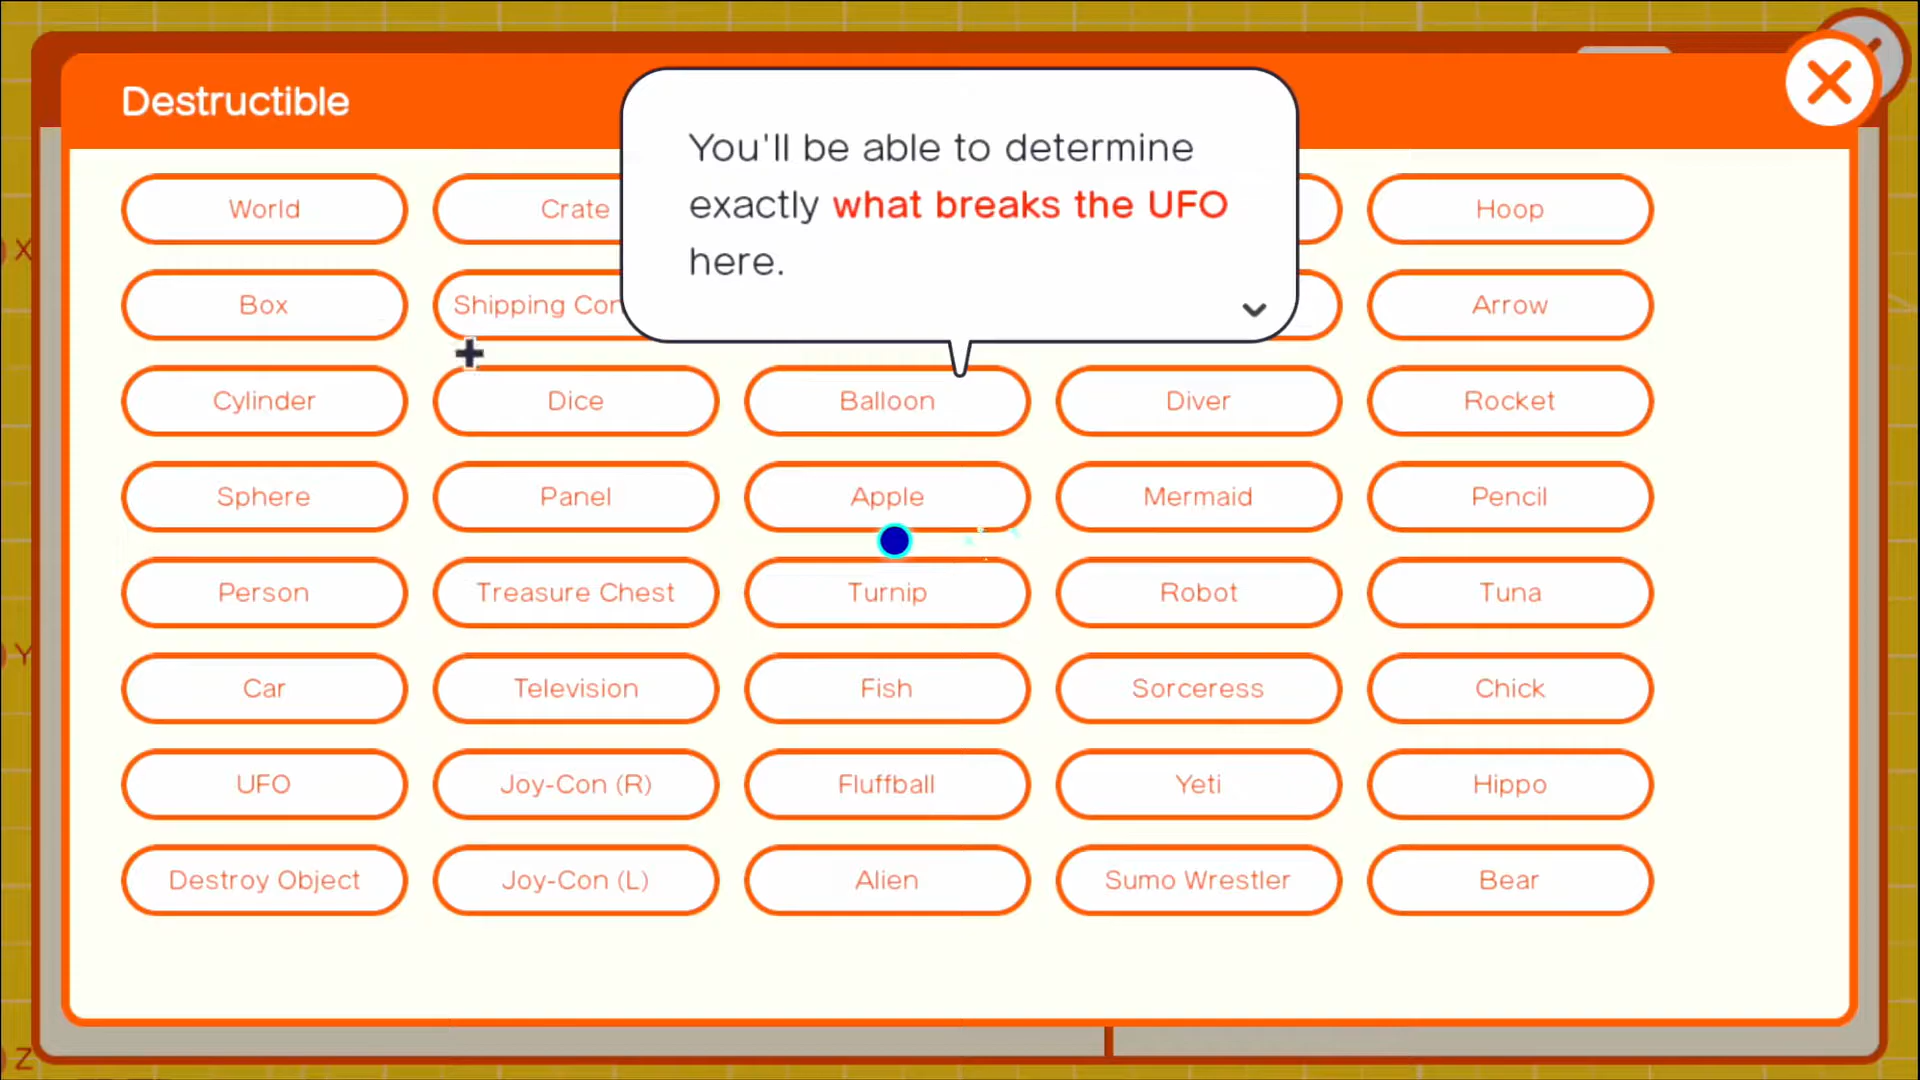 Destructible
You'll be able to determine
exactly what breaks the UFO
here.
World
Crate
Hoop
Box
Shipping Con
Arrow
Cylinder
Dice
Balloon
Diver
Rocket
Sphere
Panel
Apple
Mermaid
Pencil
Person
Treasure Chest
Turnip
Robot
Tuna
Car
Television
Fish
Sorceress
Chick
UFO
Joy-Con (R)
Fluffball
Yeti
Hippo
Destroy Object
Joy-Con (L)
Alien
Sumo Wrestler
Bear
X
Y
Z